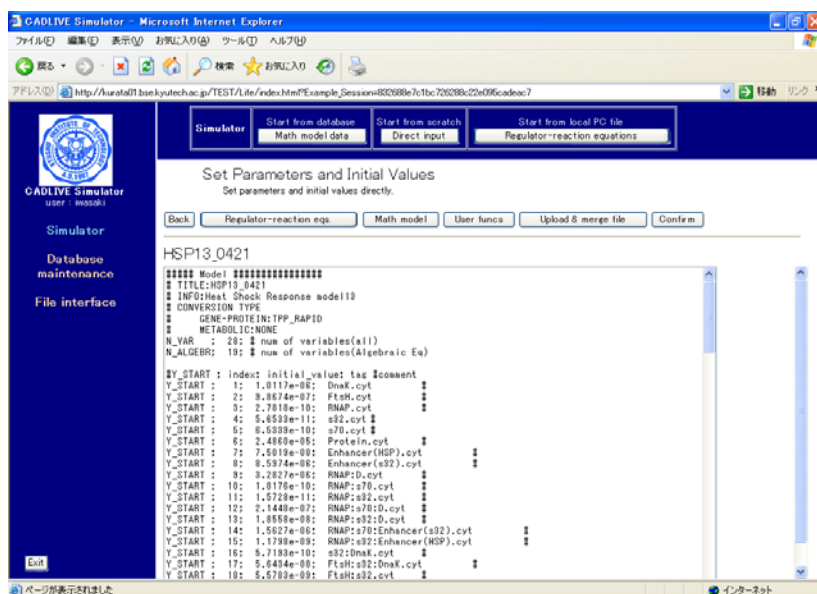 CADLIVE Simulator - Microsoft Internet Explorer
ファイル(F) 編集(E) 表示(V) お気に入り(A) ツール(T) ヘルプ(H)
戻る 検索 お気に入り
アドレス(D) http://kurata01.bse.kyutech.ac.jp/TEST/Life/index.html?Example_Session=832688e7c1bc726288c22e095cadeac7 移動 リンク
Simulator
Start from database Start from scratch Start from local PC file
Math model data Direct input Regulator-reaction equations
CADLIVE Simulator
user : iwasaki
Simulator
Database
maintenance
File interface
Exit
Set Parameters and Initial Values
Set parameters and initial values directly.
Back Regulator-reaction eqs. Math model User funcs Upload & merge file Confirm
HSP13_0421
##### Model ################
# TITLE:HSP13_0421
# INFO:Heat Shock Response model13
# CONVERSION TYPE
# GENE-PROTEIN:TPP_RAPID
# METABOLIC:NONE
N_VAR : 28; # num of variables(all)
N_ALGEBR: 19; # num of variables(Algebraic Eq)
#Y_START : index: initial_value: tag #comment
Y_START : 1; 1.0117e-06; DnaK.cyt #
Y_START : 2; 8.8674e-07; FtsH.cyt #
Y_START : 3; 2.7818e-10; RNAP.cyt #
Y_START : 4; 5.6533e-11; s32.cyt #
Y_START : 5; 6.5339e-10; s70.cyt #
Y_START : 6; 2.4860e-05; Protein.cyt #
Y_START : 7; 7.5019e-08; Enhancer(HSP).cyt #
Y_START : 8; 8.5974e-06; Enhancer(s32).cyt #
Y_START : 9; 3.2827e-06; RNAP:D.cyt #
Y_START : 10; 1.8176e-10; RNAP:s70.cyt #
Y_START : 11; 1.5728e-11; RNAP:s32.cyt #
Y_START : 12; 2.1448e-07; RNAP:s70:D.cyt #
Y_START : 13; 1.8558e-08; RNAP:s32:D.cyt #
Y_START : 14; 1.5627e-06; RNAP:s70:Enhancer(s32).cyt #
Y_START : 15; 1.1798e-09; RNAP:s32:Enhancer(HSP).cyt #
Y_START : 16; 5.7183e-10; s32:DnaK.cyt #
Y_START : 17; 5.6404e-08; FtsH:s32:DnaK.cyt #
Y_START : 18; 5.5703e-09; FtsH:s32.cyt #
ページが表示されました インターネット